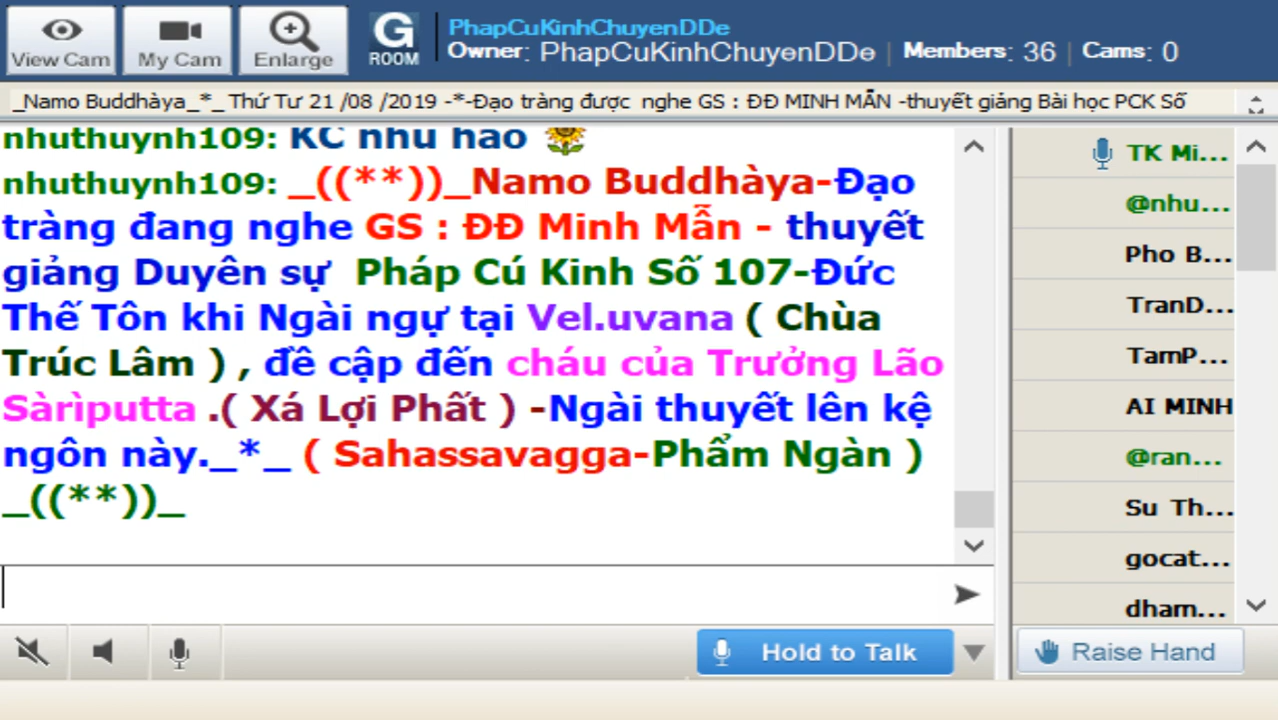 View Cam
My Cam
Enlarge
G
ROOM
PhapCuKinhChuyenDDe
Owner: PhapCuKinhChuyenDDe | Members: 36 | Cams: 0
_Namo Buddhàya_*_ Thứ Tư 21 /08 /2019 -*-Đạo tràng được nghe GS : ĐĐ MINH MẪN -thuyết giảng Bài học PCK Số
nhuthuynh109: KC nhu hao
nhuthuynh109: _((**))_Namo Buddhàya-Đạo
tràng đang nghe GS : ĐĐ Minh Mẫn - thuyết
giảng Duyên sự Pháp Cú Kinh Số 107-Đức
Thế Tôn khi Ngài ngự tại Vel.uvana ( Chùa
Trúc Lâm ) , đề cập đến cháu của Trưởng Lão
Sàrìputta .( Xá Lợi Phất ) -Ngài thuyết lên kệ
ngôn này._*_ ( Sahassavagga-Phẩm Ngàn )
_((**))_
TK Mi...
@nhu...
Pho B...
TranD...
TamP...
AI MINH
@ran...
Su Th...
gocat...
dham...
Hold to Talk
Raise Hand